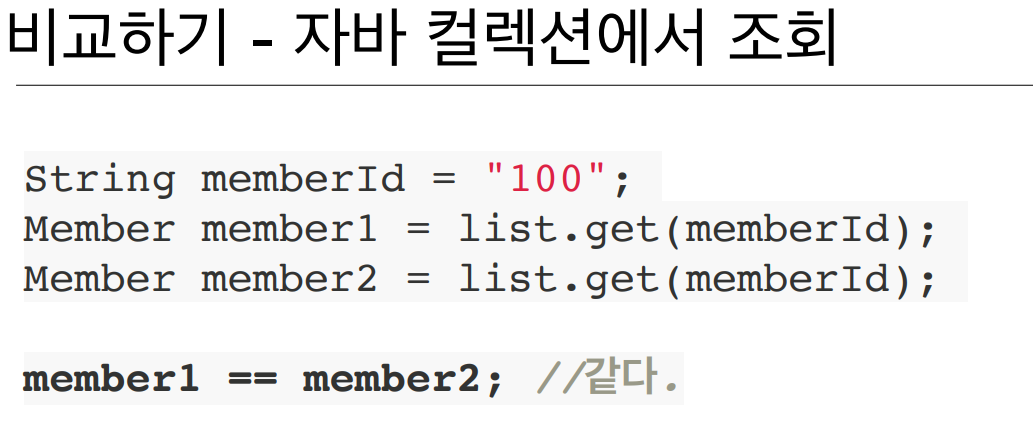 비교하기 - 자바 컬렉션에서 조회
String memberId = "100";
Member member1 = list.get(memberId);
Member member2 = list.get(memberId);
member1 == member2; //같다.